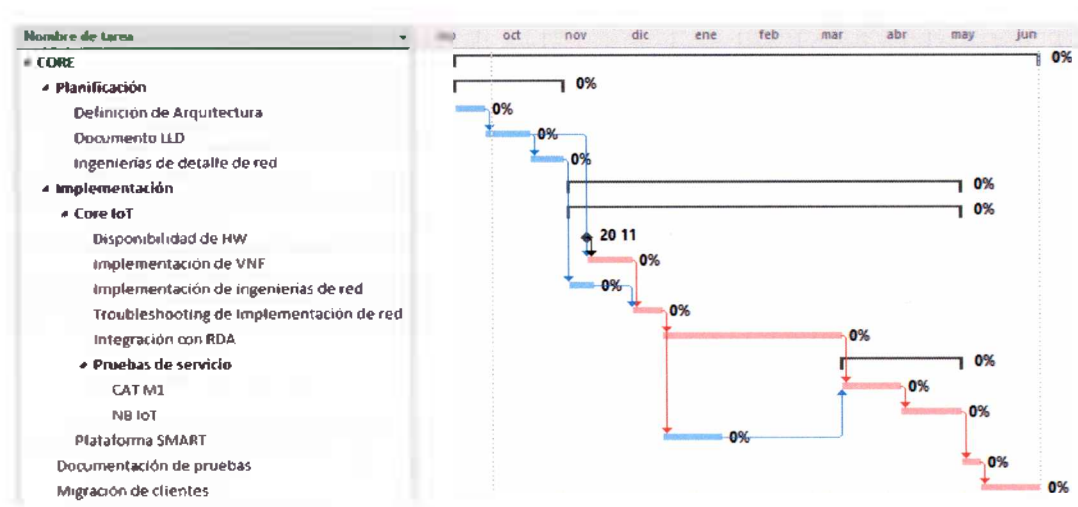 Nombre de tarea
oct nov dic ene feb mar abr may jun
CORE 0%
Planificación 0%
Definición de Arquitectura 0%
Documento LLD 0%
Ingenierías de detalle de red 0%
Implementación 0%
Core IoT 0%
Disponibilidad de HW 20 11
Implementación de VNF 0%
Implementación de ingenierías de red 0%
Troubleshooting de Implementación de red 0%
Integración con RDA 0%
Pruebas de servicio 0%
CAT M1 0%
NB IoT 0%
Plataforma SMART 0%
Documentación de pruebas 0%
Migración de clientes 0%